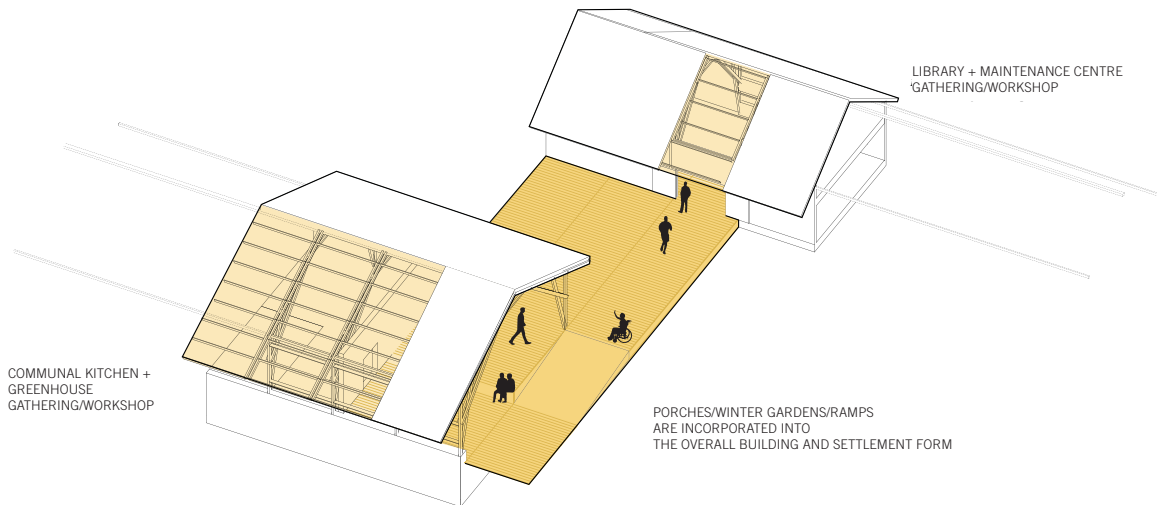 LIBRARY + MAINTENANCE CENTRE
'GATHERING/WORKSHOP
COMMUNAL KITCHEN +
GREENHOUSE
GATHERING/WORKSHOP
PORCHES/WINTER GARDENS/RAMPS
ARE INCORPORATED INTO
THE OVERALL BUILDING AND SETTLEMENT FORM